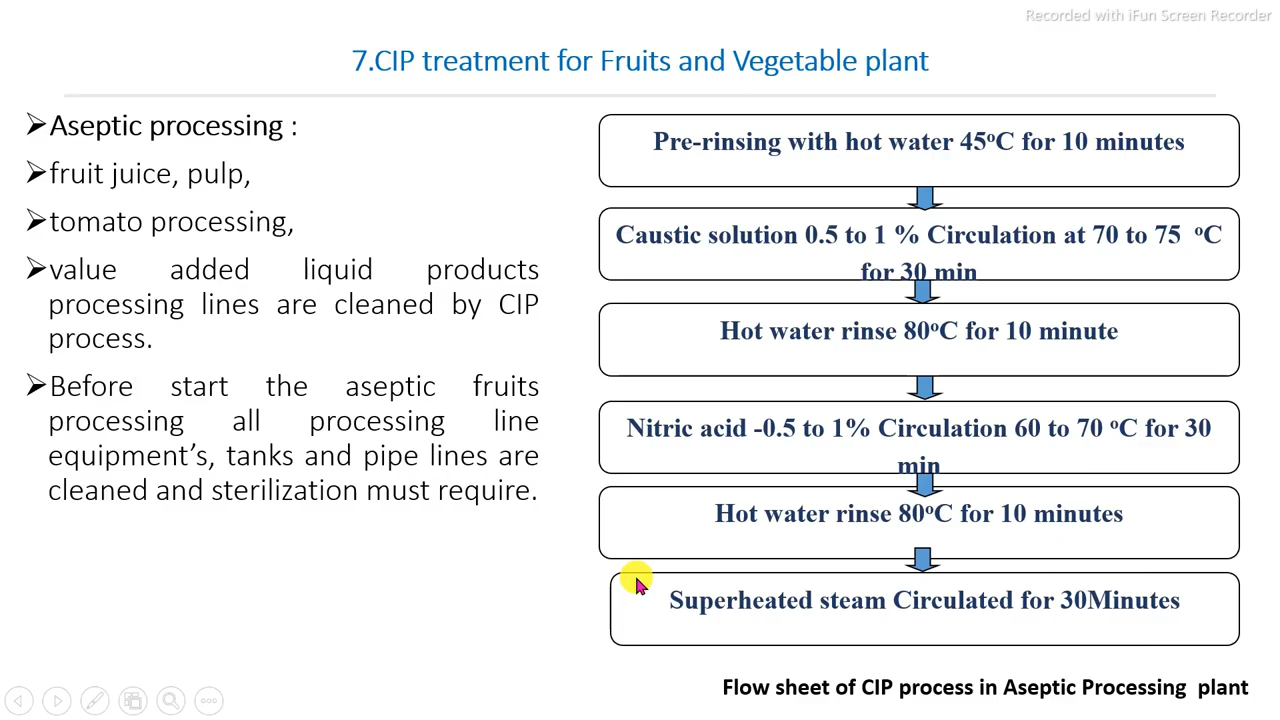 Recorded with iFun Screen Recorder
7.CIP treatment for Fruits and Vegetable plant
➢Aseptic processing :
➢fruit juice, pulp,
➢tomato processing,
➢value added liquid products
processing lines are cleaned by CIP
process.
➢Before start the aseptic fruits
processing all processing line
equipment’s, tanks and pipe lines are
cleaned and sterilization must require.
Pre-rinsing with hot water 45°C for 10 minutes
Caustic solution 0.5 to 1 % Circulation at 70 to 75 °C
for 30 min
Hot water rinse 80°C for 10 minute
Nitric acid -0.5 to 1% Circulation 60 to 70 °C for 30
min
Hot water rinse 80°C for 10 minutes
Superheated steam Circulated for 30Minutes
Flow sheet of CIP process in Aseptic Processing plant